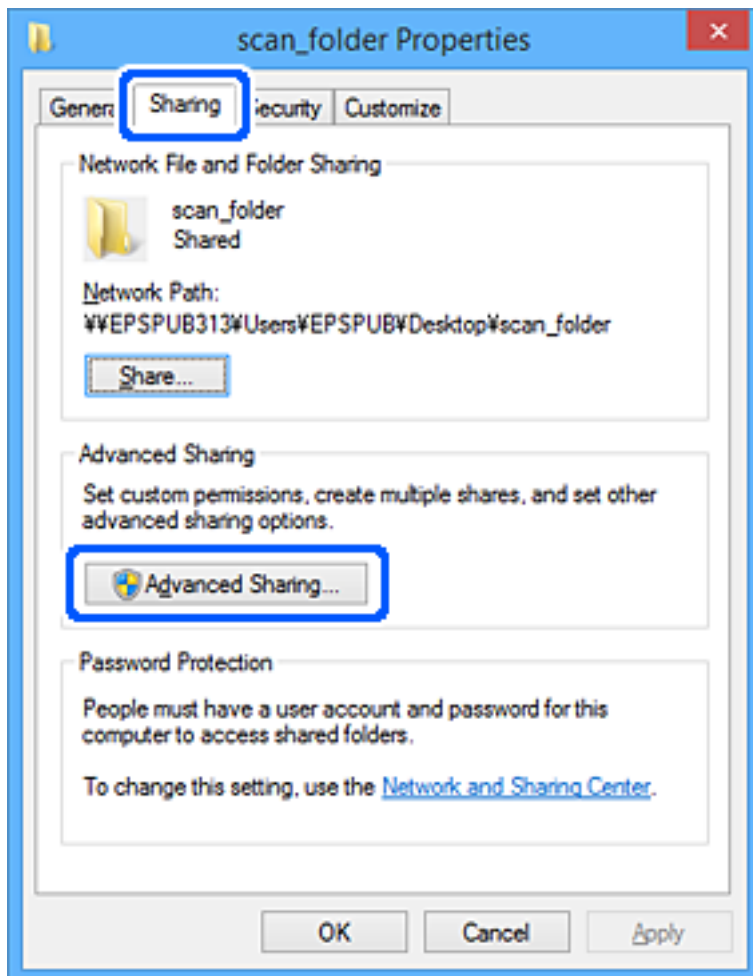 scan_folder Properties
Genera Sharing ecurity Customize
Network File and Folder Sharing
scan_folder
Shared
Network Path:
¥¥EPSPUB313¥Users¥EPSPUB¥Desktop¥scan_folder
Share...
Advanced Sharing
Set custom permissions, create multiple shares, and set other
advanced sharing options.
Advanced Sharing...
Password Protection
People must have a user account and password for this
computer to access shared folders.
To change this setting, use the Network and Sharing Center.
OK Cancel Apply